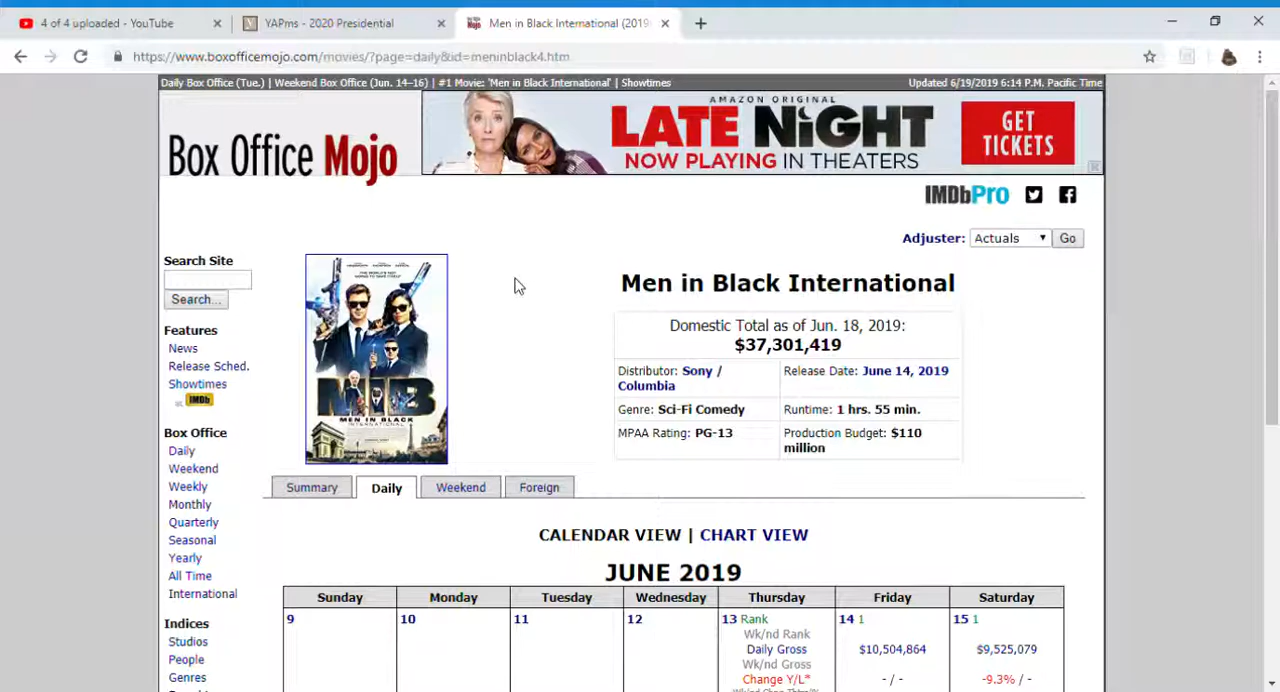 4 of 4 uploaded - YouTube
YAPms - 2020 Presidential
Men in Black International (2019
https://www.boxofficemojo.com/movies/?page=daily&id=meninblack4.htm
Daily Box Office (Tue.) | Weekend Box Office (Jun. 14–16) | #1 Movie: 'Men in Black International' | Showtimes
Updated 6/19/2019 6:14 P.M. Pacific Time
Box Office Mojo
AMAZON ORIGINAL
LATE NiGHT
NOW PLAYING IN THEATERS
GET
TICKETS
IMDbPro
Adjuster: Actuals Go
Search Site
Search...
Features
News
Release Sched.
Showtimes
IMDb
Box Office
Daily
Weekend
Weekly
Monthly
Quarterly
Seasonal
Yearly
All Time
International
Indices
Studios
People
Genres
MIB
MEN IN BLACK
INTERNATIONAL
Men in Black International
Domestic Total as of Jun. 18, 2019:
$37,301,419
Distributor: Sony /
Columbia
Release Date: June 14, 2019
Genre: Sci-Fi Comedy
Runtime: 1 hrs. 55 min.
MPAA Rating: PG-13
Production Budget: $110
million
Summary Daily Weekend Foreign
CALENDAR VIEW | CHART VIEW
JUNE 2019
Sunday Monday Tuesday Wednesday Thursday Friday Saturday
9 10 11 12 13 Rank 14 1 15 1
Wk/nd Rank
Daily Gross $10,504,864 $9,525,079
Wk/nd Gross
Change Y/L* - / - -9.3% / -